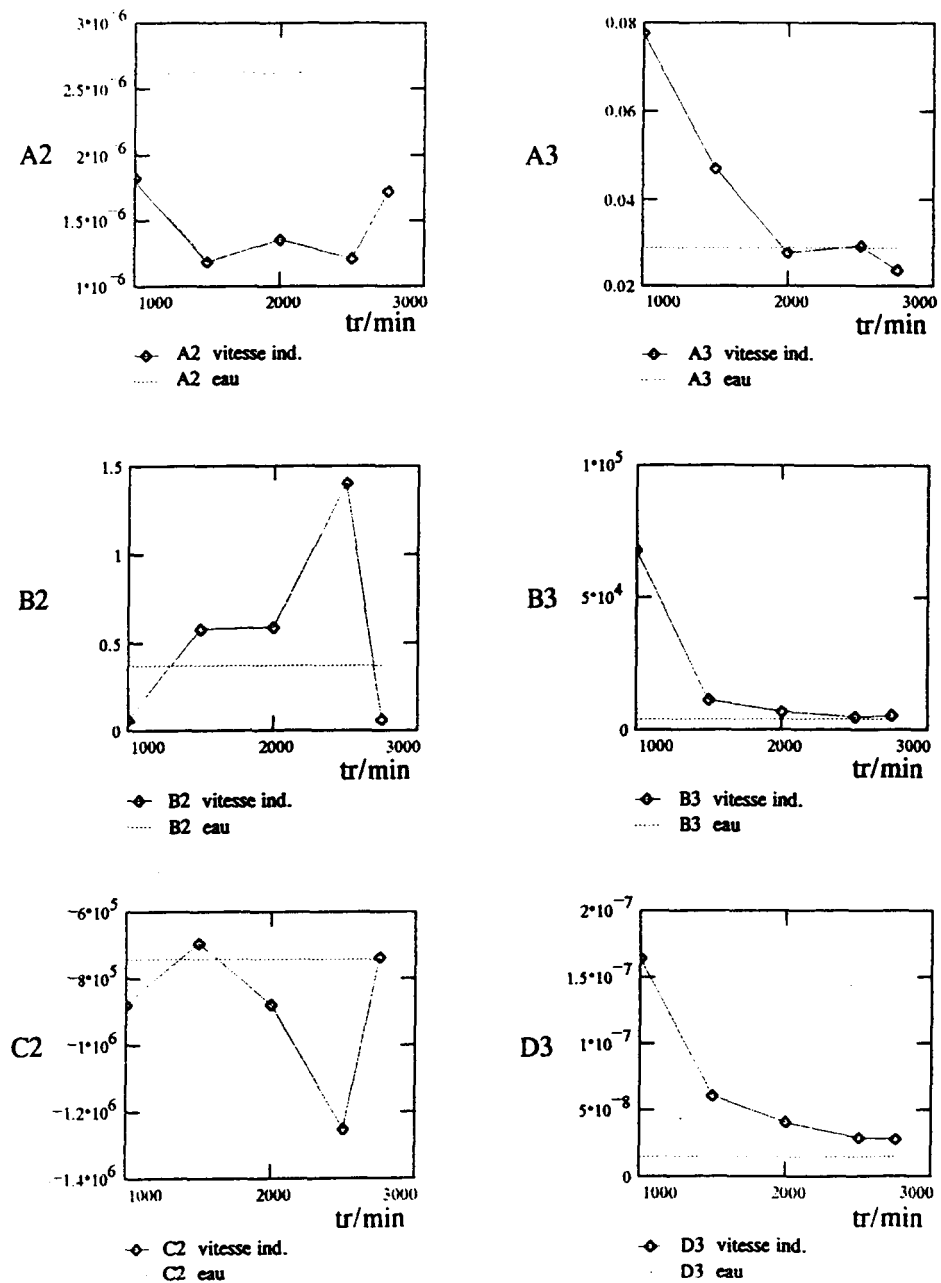 A2
3•10⁻⁶
2.5•10⁻⁶
2•10⁻⁶
1.5•10⁻⁶
1•10⁻⁶
1000 2000 3000
tr/min
A2 vitesse ind.
A2 eau
A3
0.08
0.06
0.04
0.02
1000 2000 3000
tr/min
A3 vitesse ind.
A3 eau
B2
1.5
1
0.5
0
1000 2000 3000
tr/min
B2 vitesse ind.
B2 eau
B3
1•10⁵
5•10⁴
0
1000 2000 3000
tr/min
B3 vitesse ind.
B3 eau
C2
−6•10⁵
−8•10⁵
−1•10⁶
−1.2•10⁶
−1.4•10⁶
1000 2000 3000
tr/min
C2 vitesse ind.
C2 eau
D3
2•10⁻⁷
1.5•10⁻⁷
1•10⁻⁷
5•10⁻⁸
0
1000 2000 3000
tr/min
D3 vitesse ind.
D3 eau